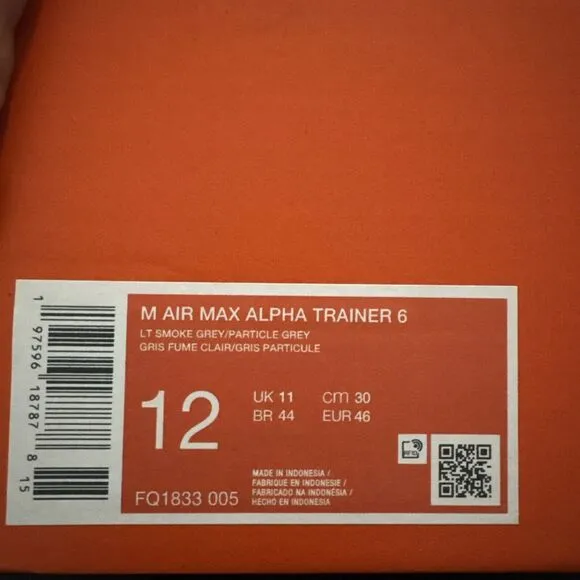 M AIR MAX ALPHA TRAINER 6
LT SMOKE GREY/PARTICLE GREY
GRIS FUME CLAIR/GRIS PARTICULE
12
UK 11 cm 30
BR 44 EUR 46
MADE IN INDONESIA /
FABRIQUE EN INDONESIE /
FABRICADO NA INDONÉSIA /
HECHO EN INDONESIA
FQ1833 005
1 97596 18787 8 15